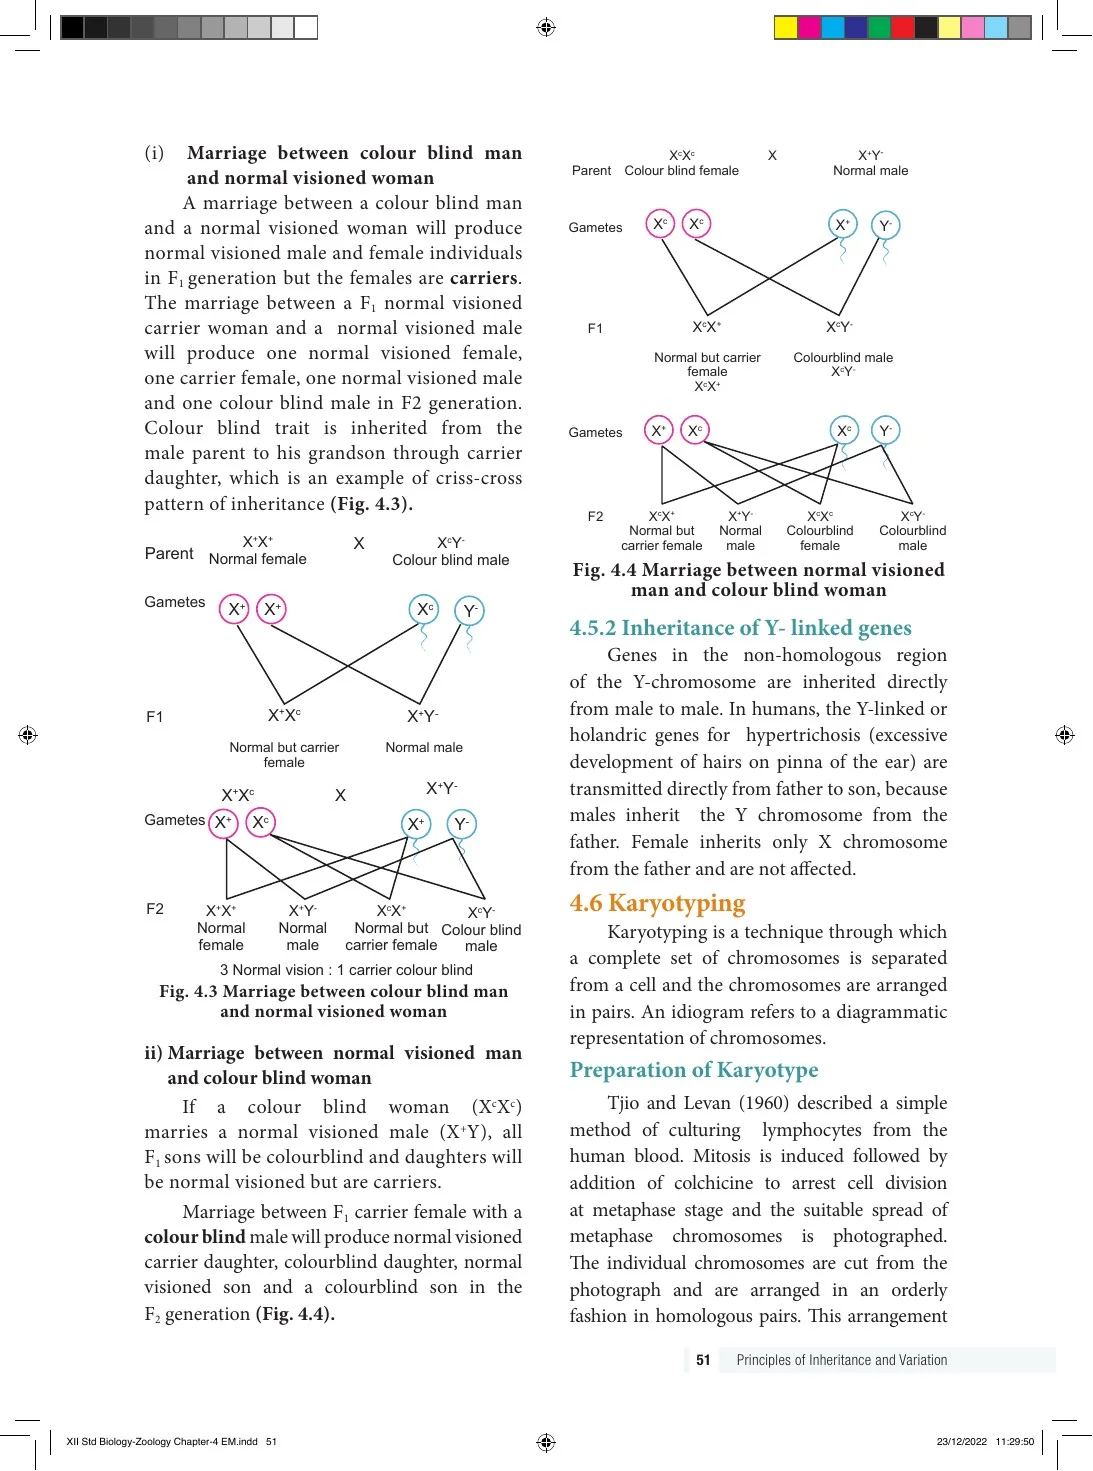 (i) Marriage between colour blind man
and normal visioned woman
A marriage between a colour blind man
and a normal visioned woman will produce
normal visioned male and female individuals
in F₁ generation but the females are carriers.
The marriage between a F₁ normal visioned
carrier woman and a normal visioned male
will produce one normal visioned female,
one carrier female, one normal visioned male
and one colour blind male in F2 generation.
Colour blind trait is inherited from the
male parent to his grandson through carrier
daughter, which is an example of criss-cross
pattern of inheritance (Fig. 4.3).
Parent X⁺X⁺ X XᶜY⁻
Normal female Colour blind male
Gametes X⁺ X⁺ Xᶜ Y⁻
F1 X⁺Xᶜ X⁺Y⁻
Normal but carrier Normal male
female
X⁺Xᶜ X X⁺Y⁻
Gametes X⁺ Xᶜ X⁺ Y⁻
F2 X⁺X⁺ X⁺Y⁻ XᶜX⁺ XᶜY⁻
Normal Normal Normal but Colour blind
female male carrier female male
3 Normal vision : 1 carrier colour blind
Fig. 4.3 Marriage between colour blind man
and normal visioned woman
ii) Marriage between normal visioned man
and colour blind woman
If a colour blind woman (XᶜXᶜ)
marries a normal visioned male (X⁺Y), all
F₁ sons will be colourblind and daughters will
be normal visioned but are carriers.
Marriage between F₁ carrier female with a
colour blind male will produce normal visioned
carrier daughter, colourblind daughter, normal
visioned son and a colourblind son in the
F₂ generation (Fig. 4.4).
XᶜXᶜ X X⁺Y⁻
Parent Colour blind female Normal male
Gametes Xᶜ Xᶜ X⁺ Y⁻
F1 XᶜX⁺ XᶜY⁻
Normal but carrier Colourblind male
female XᶜY⁻
XᶜX⁺
Gametes X⁺ Xᶜ Xᶜ Y⁻
F2 XᶜX⁺ X⁺Y⁻ XᶜXᶜ XᶜY⁻
Normal but Normal Colourblind Colourblind
carrier female male female male
Fig. 4.4 Marriage between normal visioned
man and colour blind woman
4.5.2 Inheritance of Y- linked genes
Genes in the non-homologous region
of the Y-chromosome are inherited directly
from male to male. In humans, the Y-linked or
holandric genes for hypertrichosis (excessive
development of hairs on pinna of the ear) are
transmitted directly from father to son, because
males inherit the Y chromosome from the
father. Female inherits only X chromosome
from the father and are not affected.
4.6 Karyotyping
Karyotyping is a technique through which
a complete set of chromosomes is separated
from a cell and the chromosomes are arranged
in pairs. An idiogram refers to a diagrammatic
representation of chromosomes.
Preparation of Karyotype
Tjio and Levan (1960) described a simple
method of culturing lymphocytes from the
human blood. Mitosis is induced followed by
addition of colchicine to arrest cell division
at metaphase stage and the suitable spread of
metaphase chromosomes is photographed.
The individual chromosomes are cut from the
photograph and are arranged in an orderly
fashion in homologous pairs. This arrangement
51 Principles of Inheritance and Variation
XII Std Biology-Zoology Chapter-4 EM.indd 51 23/12/2022 11:29:50